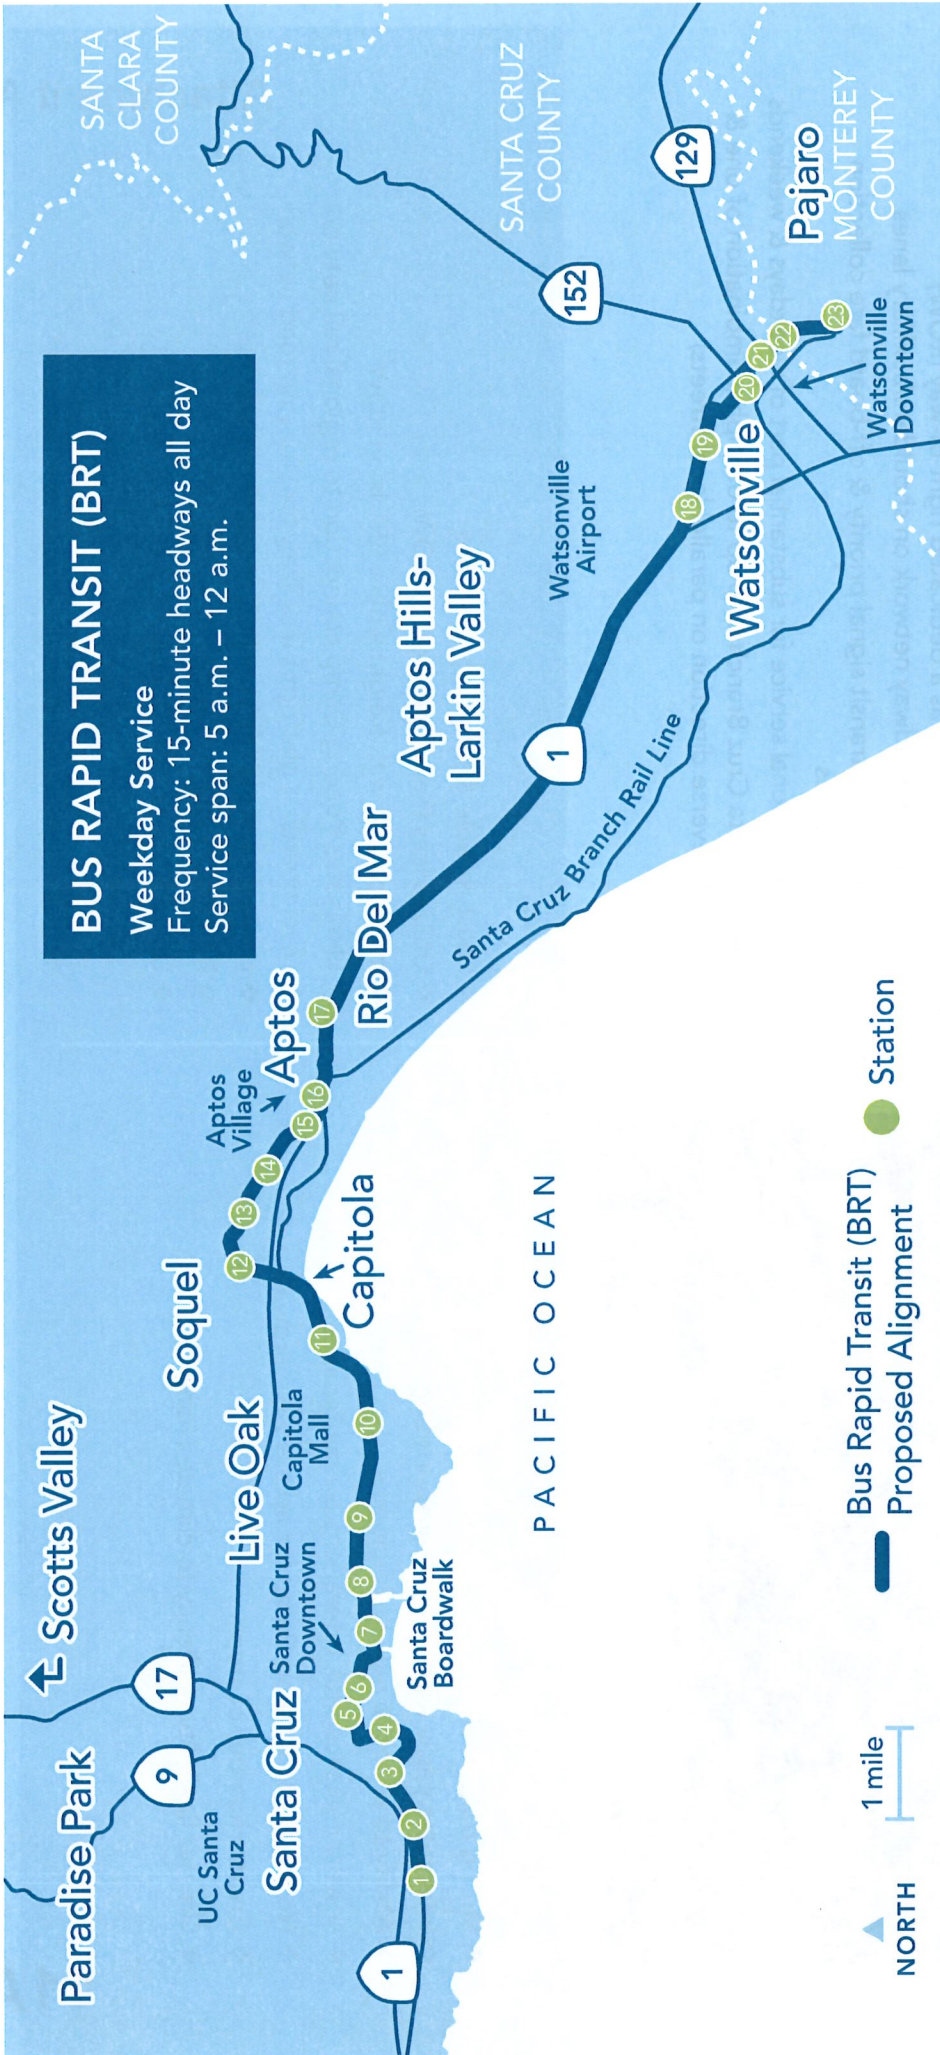 BUS RAPID TRANSIT (BRT)
Weekday Service
Frequency: 15-minute headways all day
Service span: 5 a.m. – 12 a.m.
SANTA
CLARA
COUNTY
SANTA CRUZ
COUNTY
MONTEREY
COUNTY
Scotts Valley
Paradise Park
17
9
UC Santa
Cruz
Santa Cruz
Santa Cruz
Downtown
Live Oak
Capitola
Mall
Soquel
Aptos
Village
Aptos
Rio Del Mar
Aptos Hills-
Larkin Valley
Watsonville
Airport
152
129
Pajaro
Watsonville
Watsonville
Downtown
1
1
Santa Cruz Branch Rail Line
Capitola
Santa Cruz
Boardwalk
1
2
3
4
5
6
7
8
9
10
11
12
13
14
15
16
17
18
19
20
21
22
23
PACIFIC OCEAN
NORTH
1 mile
Bus Rapid Transit (BRT)
Proposed Alignment
Station